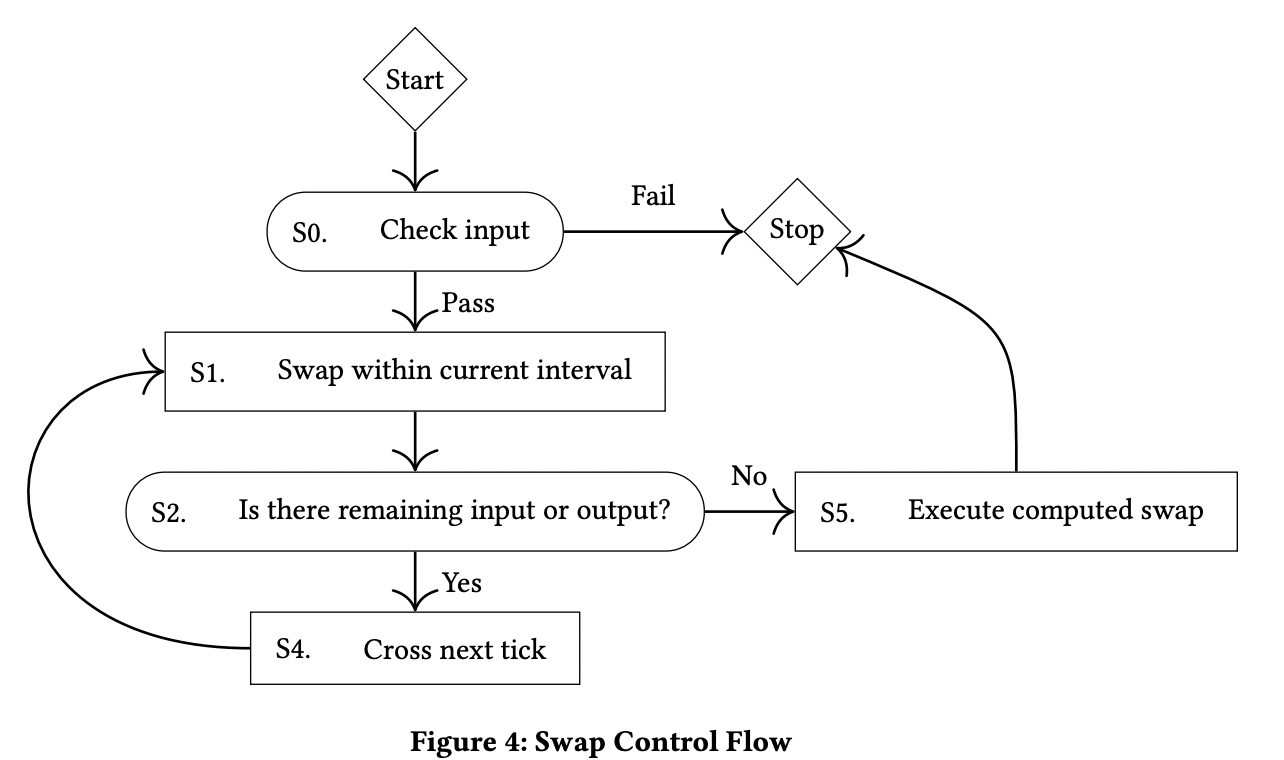 Start
Fail
S0. Check input
Stop
Pass
S1. Swap within current interval
No
S2. Is there remaining input or output?
S5. Execute computed swap
Yes
S4. Cross next tick
Figure 4: Swap Control Flow